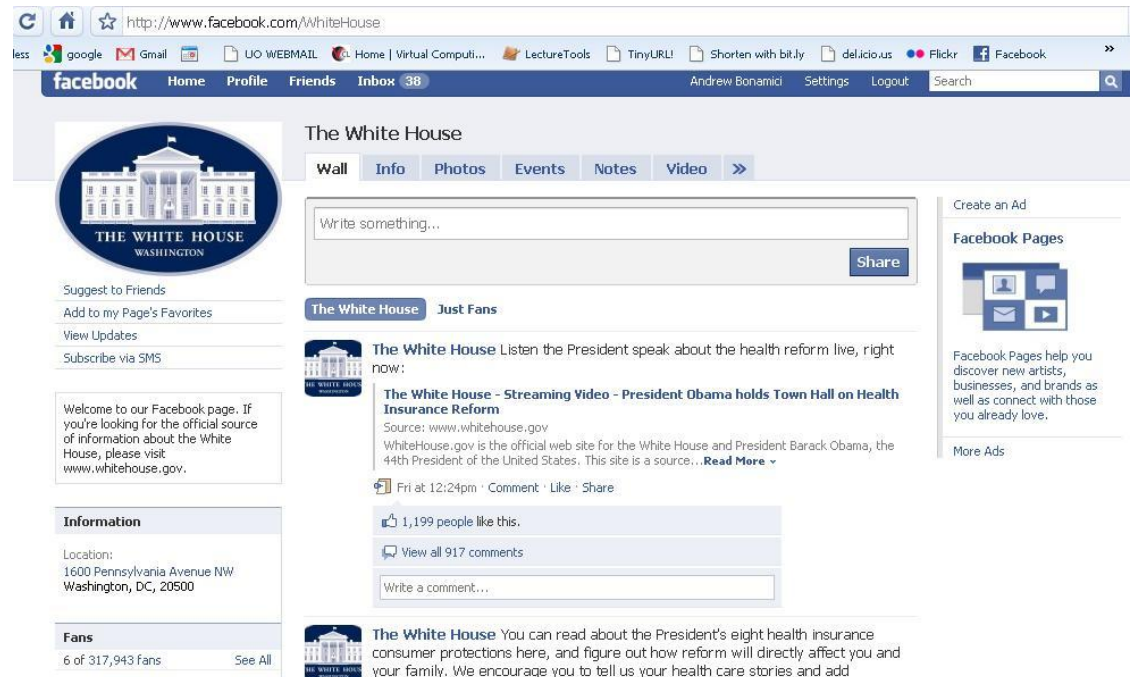 http://www.facebook.com/WhiteHouse
less google Gmail UO WEBMAIL Home | Virtual Computi... LectureTools TinyURL! Shorten with bit.ly del.icio.us Flickr Facebook »
facebook Home Profile Friends Inbox 38 Andrew Bonamici Settings Logout Search
THE WHITE HOUSE
WASHINGTON
Suggest to Friends
Add to my Page's Favorites
View Updates
Subscribe via SMS
Welcome to our Facebook page. If
you're looking for the official source
of information about the White
House, please visit
www.whitehouse.gov.
Information
Location:
1600 Pennsylvania Avenue NW
Washington, DC, 20500
Fans
6 of 317,943 fans See All
The White House
Wall Info Photos Events Notes Video »
Write something...
Share
The White House Just Fans
THE WHITE HOUS
WASHINGTON
The White House Listen the President speak about the health reform live, right
now:
The White House - Streaming Video - President Obama holds Town Hall on Health
Insurance Reform
Source: www.whitehouse.gov
WhiteHouse.gov is the official web site for the White House and President Barack Obama, the
44th President of the United States. This site is a source...Read More
Fri at 12:24pm · Comment · Like · Share
1,199 people like this.
View all 917 comments
Write a comment...
THE WHITE HOUS
The White House You can read about the President's eight health insurance
consumer protections here, and figure out how reform will directly affect you and
your family. We encourage you to tell us your health care stories and add
Create an Ad
Facebook Pages
Facebook Pages help you
discover new artists,
businesses, and brands as
well as connect with those
you already love.
More Ads